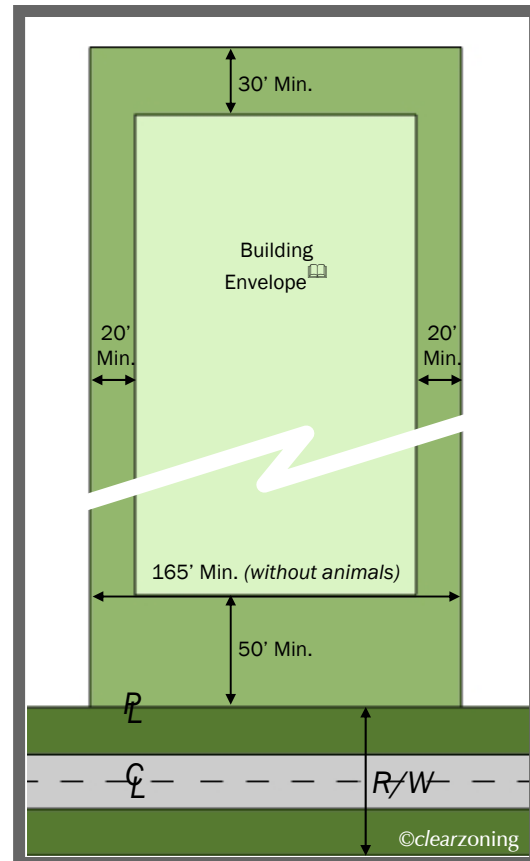 30’ Min.
Building
Envelope
20’
Min.
20’
Min.
165’ Min. (without animals)
50’ Min.
PL
CL
R/W
©clearzoning